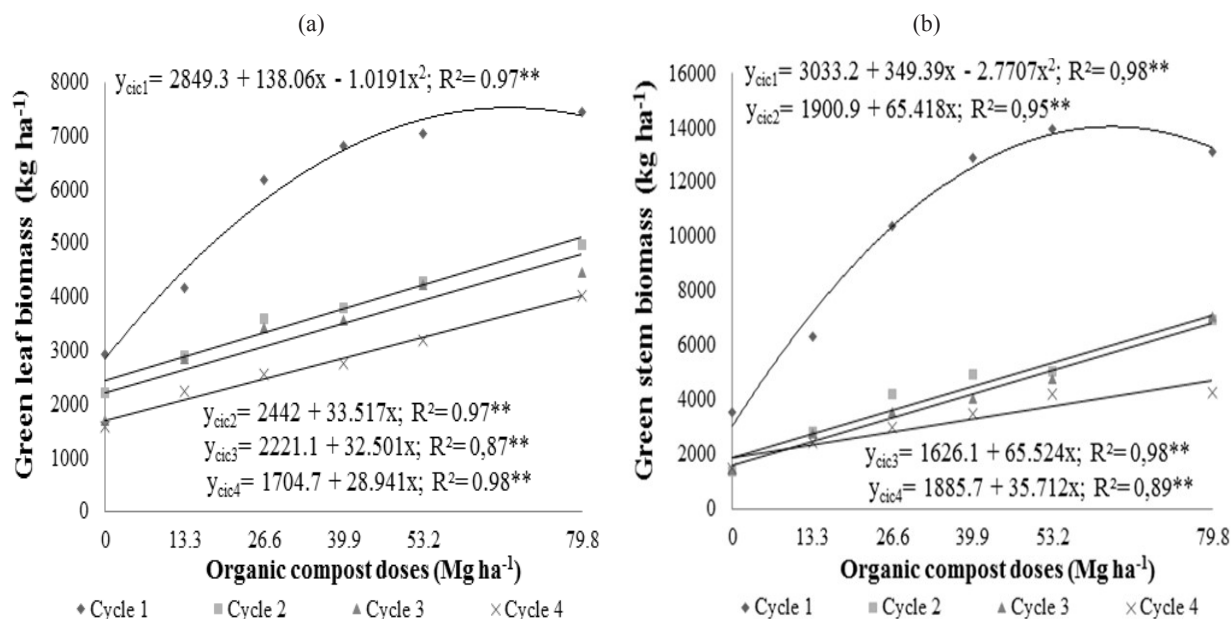 (a)
y_cic1= 2849.3 + 138.06x - 1.0191x²; R²= 0.97**
8000
7000
6000
5000
4000
3000
2000
1000
0
Green leaf biomass (kg ha⁻¹)
y_cic2= 2442 + 33.517x; R²= 0.97**
y_cic3= 2221.1 + 32.501x; R²= 0,87**
y_cic4= 1704.7 + 28.941x; R²= 0.98**
0 13.3 26.6 39.9 53.2 79.8
Organic compost doses (Mg ha⁻¹)
Cycle 1 Cycle 2 Cycle 3 Cycle 4
(b)
y_cic1= 3033.2 + 349.39x - 2.7707x²; R²= 0,98**
y_cic2= 1900.9 + 65.418x; R²= 0,95**
16000
14000
12000
10000
8000
6000
4000
2000
0
Green stem biomass (kg ha⁻¹)
y_cic3= 1626.1 + 65.524x; R²= 0,98**
y_cic4= 1885.7 + 35.712x; R²= 0,89**
0 13.3 26.6 39.9 53.2 79.8
Organic compost doses (Mg ha⁻¹)
Cycle 1 Cycle 2 Cycle 3 Cycle 4